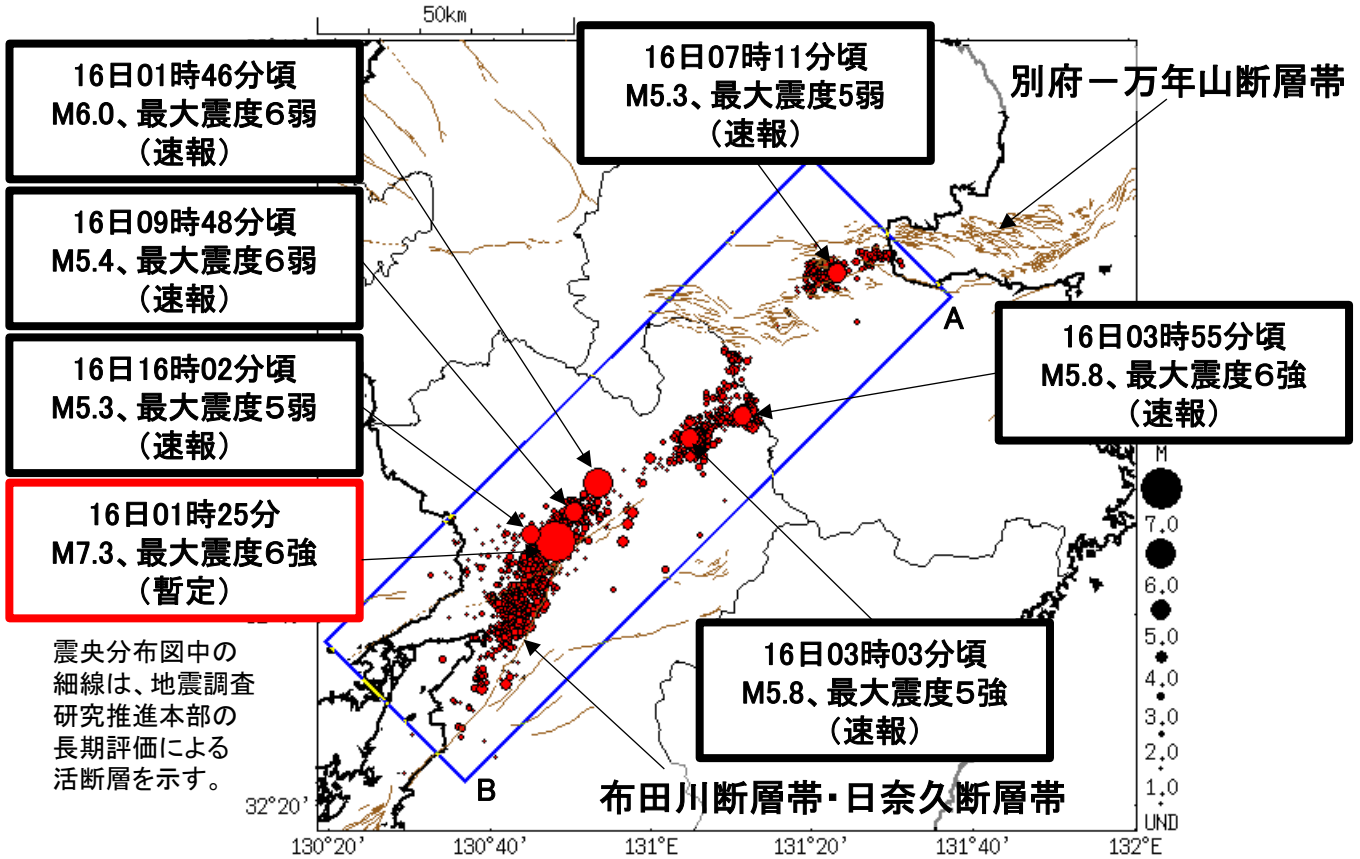 50km
16日01時46分頃
M6.0、最大震度6弱
(速報)
16日07時11分頃
M5.3、最大震度5弱
(速報)
別府-万年山断層帯
16日09時48分頃
M5.4、最大震度6弱
(速報)
16日16時02分頃
M5.3、最大震度5弱
(速報)
16日01時25分
M7.3、最大震度6強
(暫定)
A
16日03時55分頃
M5.8、最大震度6強
(速報)
16日03時03分頃
M5.8、最大震度5強
(速報)
震央分布図中の
細線は、地震調査
研究推進本部の
長期評価による
活断層を示す。
B
布田川断層帯・日奈久断層帯
M
7.0
6.0
5.0
4.0
3.0
2.0
1.0
UND
32°20'
130°20'
130°40'
131°E
131°20'
131°40'
132°E